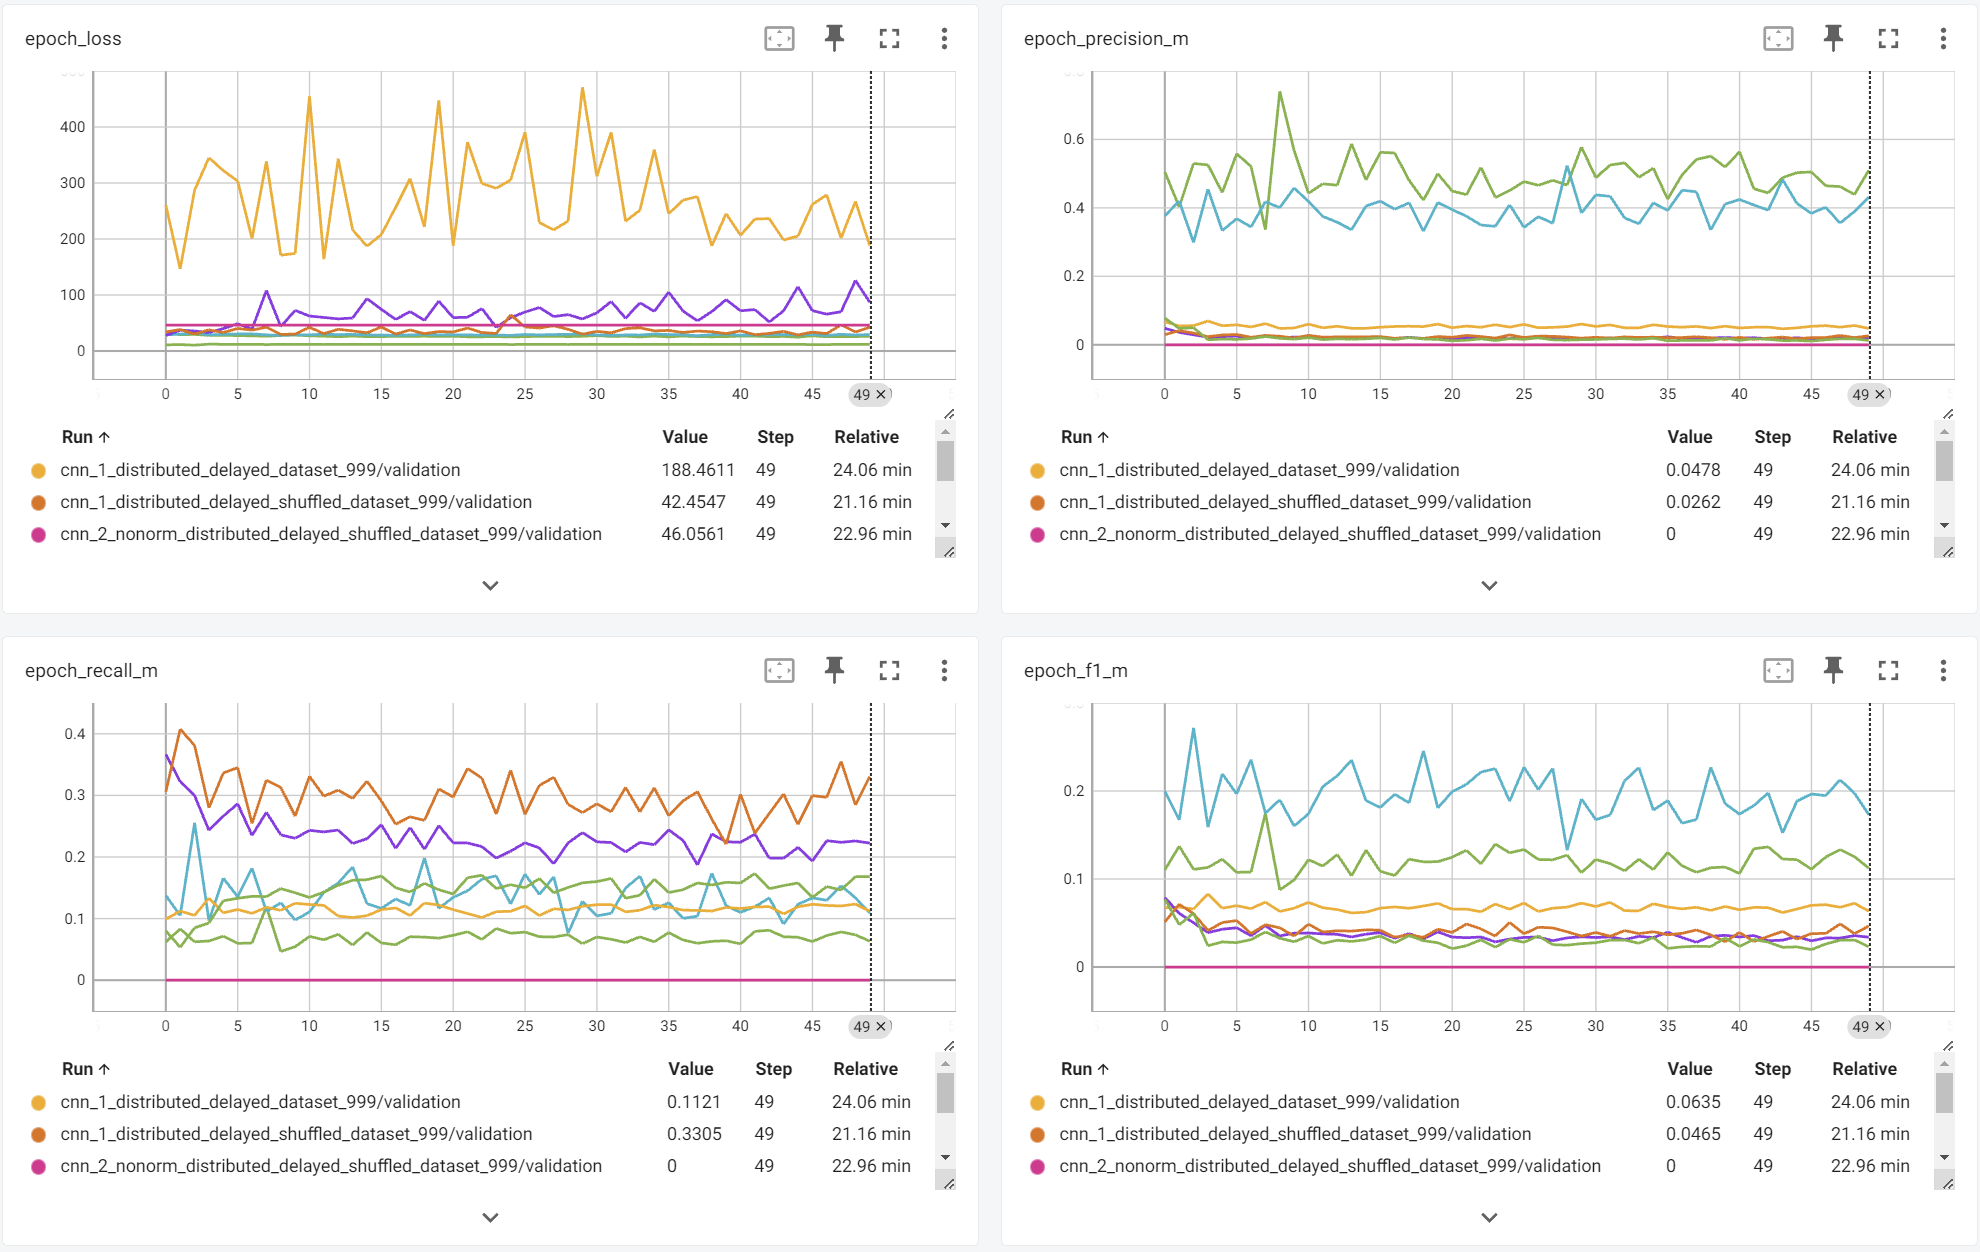 epoch_loss
400
300
200
100
0
0 5 10 15 20 25 30 35 40 45 49 ×
Run ↑ Value Step Relative
cnn_1_distributed_delayed_dataset_999/validation 188.4611 49 24.06 min
cnn_1_distributed_delayed_shuffled_dataset_999/validation 42.4547 49 21.16 min
cnn_2_nonorm_distributed_delayed_shuffled_dataset_999/validation 46.0561 49 22.96 min
epoch_precision_m
0.6
0.4
0.2
0
0 5 10 15 20 25 30 35 40 45 49 ×
Run ↑ Value Step Relative
cnn_1_distributed_delayed_dataset_999/validation 0.0478 49 24.06 min
cnn_1_distributed_delayed_shuffled_dataset_999/validation 0.0262 49 21.16 min
cnn_2_nonorm_distributed_delayed_shuffled_dataset_999/validation 0 49 22.96 min
epoch_recall_m
0.4
0.3
0.2
0.1
0
0 5 10 15 20 25 30 35 40 45 49 ×
Run ↑ Value Step Relative
cnn_1_distributed_delayed_dataset_999/validation 0.1121 49 24.06 min
cnn_1_distributed_delayed_shuffled_dataset_999/validation 0.3305 49 21.16 min
cnn_2_nonorm_distributed_delayed_shuffled_dataset_999/validation 0 49 22.96 min
epoch_f1_m
0.2
0.1
0
0 5 10 15 20 25 30 35 40 45 49 ×
Run ↑ Value Step Relative
cnn_1_distributed_delayed_dataset_999/validation 0.0635 49 24.06 min
cnn_1_distributed_delayed_shuffled_dataset_999/validation 0.0465 49 21.16 min
cnn_2_nonorm_distributed_delayed_shuffled_dataset_999/validation 0 49 22.96 min